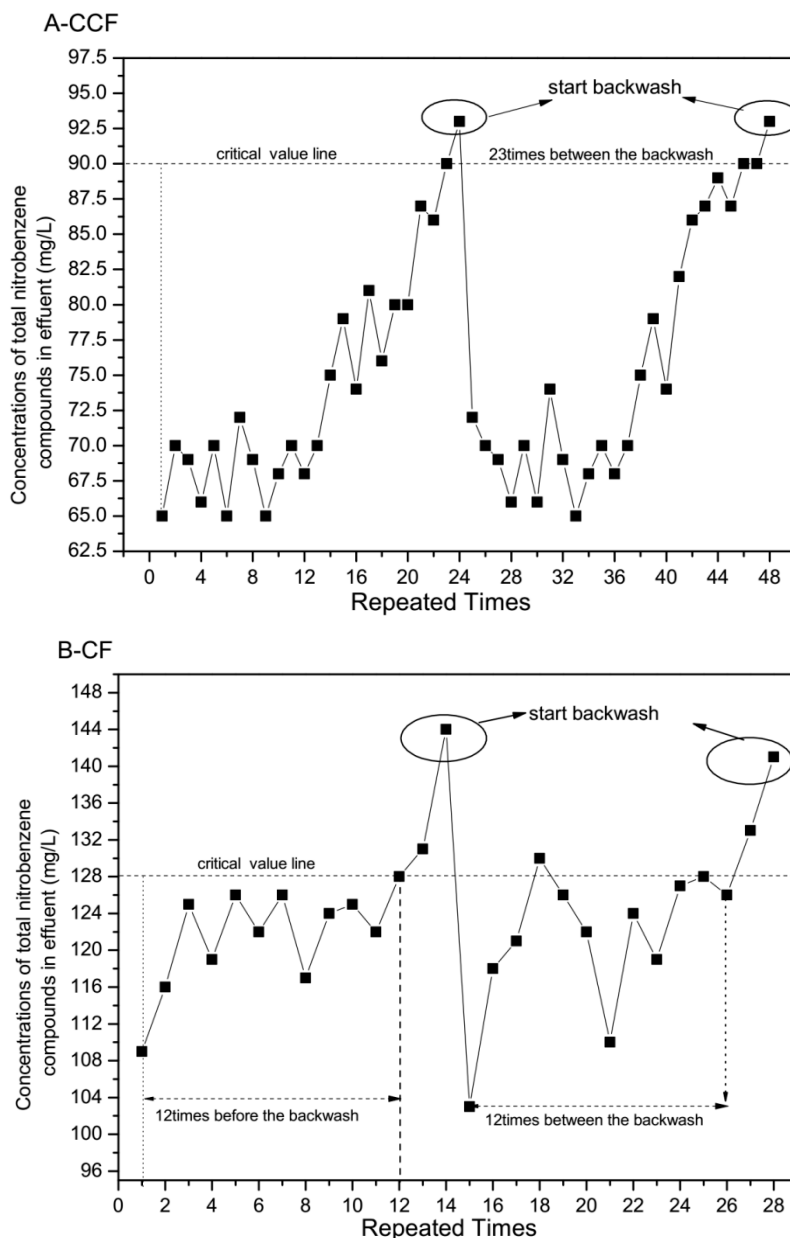 A-CCF
97.5
95.0
92.5
90.0
87.5
85.0
82.5
80.0
77.5
75.0
72.5
70.0
67.5
65.0
62.5
Concentrations of total nitrobenzene
compounds in effuent (mg/L)
start backwash
critical value line
23times between the backwash
0 4 8 12 16 20 24 28 32 36 40 44 48
Repeated Times
B-CF
148
144
140
136
132
128
124
120
116
112
108
104
100
96
Concentrations of total nitrobenzene
compounds in effluent (mg/L)
start backwash
critical value line
12times before the backwash
12times between the backwash
0 2 4 6 8 10 12 14 16 18 20 22 24 26 28
Repeated Times